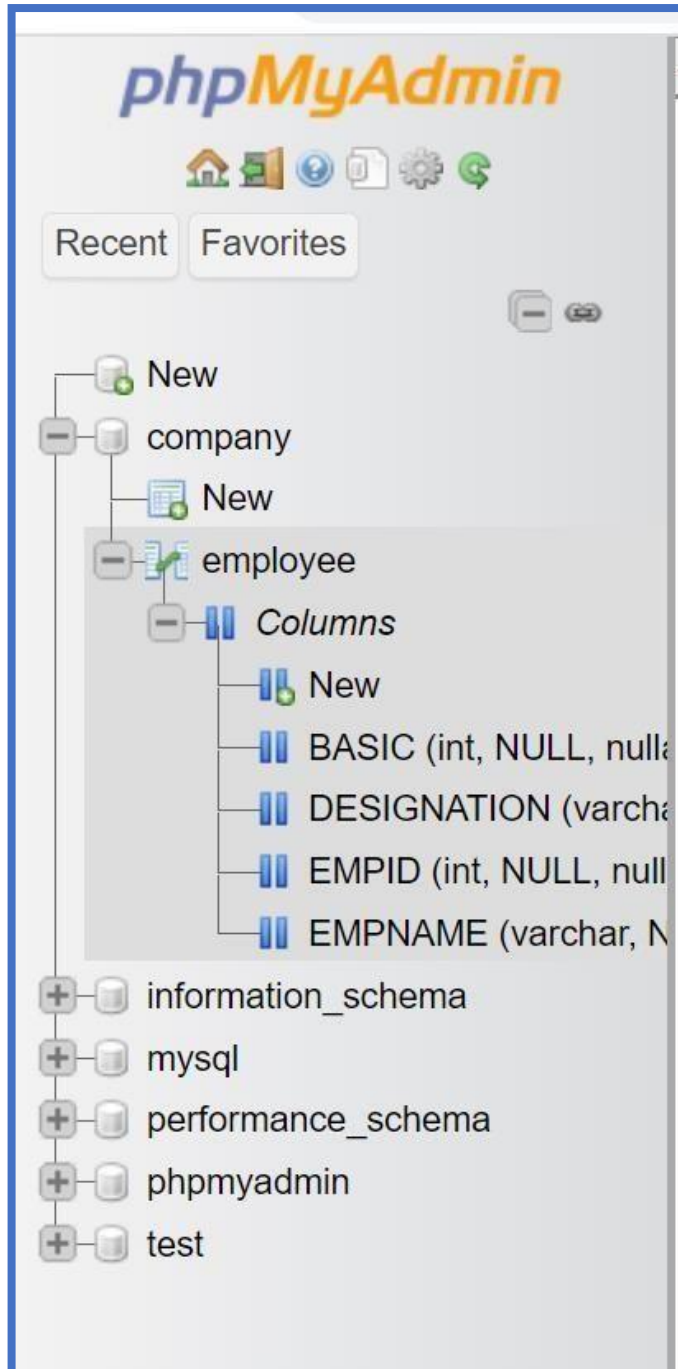 phpMyAdmin
Recent Favorites
New
company
New
employee
Columns
New
BASIC (int, NULL, nulla
DESIGNATION (varcha
EMPID (int, NULL, null
EMPNAME (varchar, N
information_schema
mysql
performance_schema
phpmyadmin
test